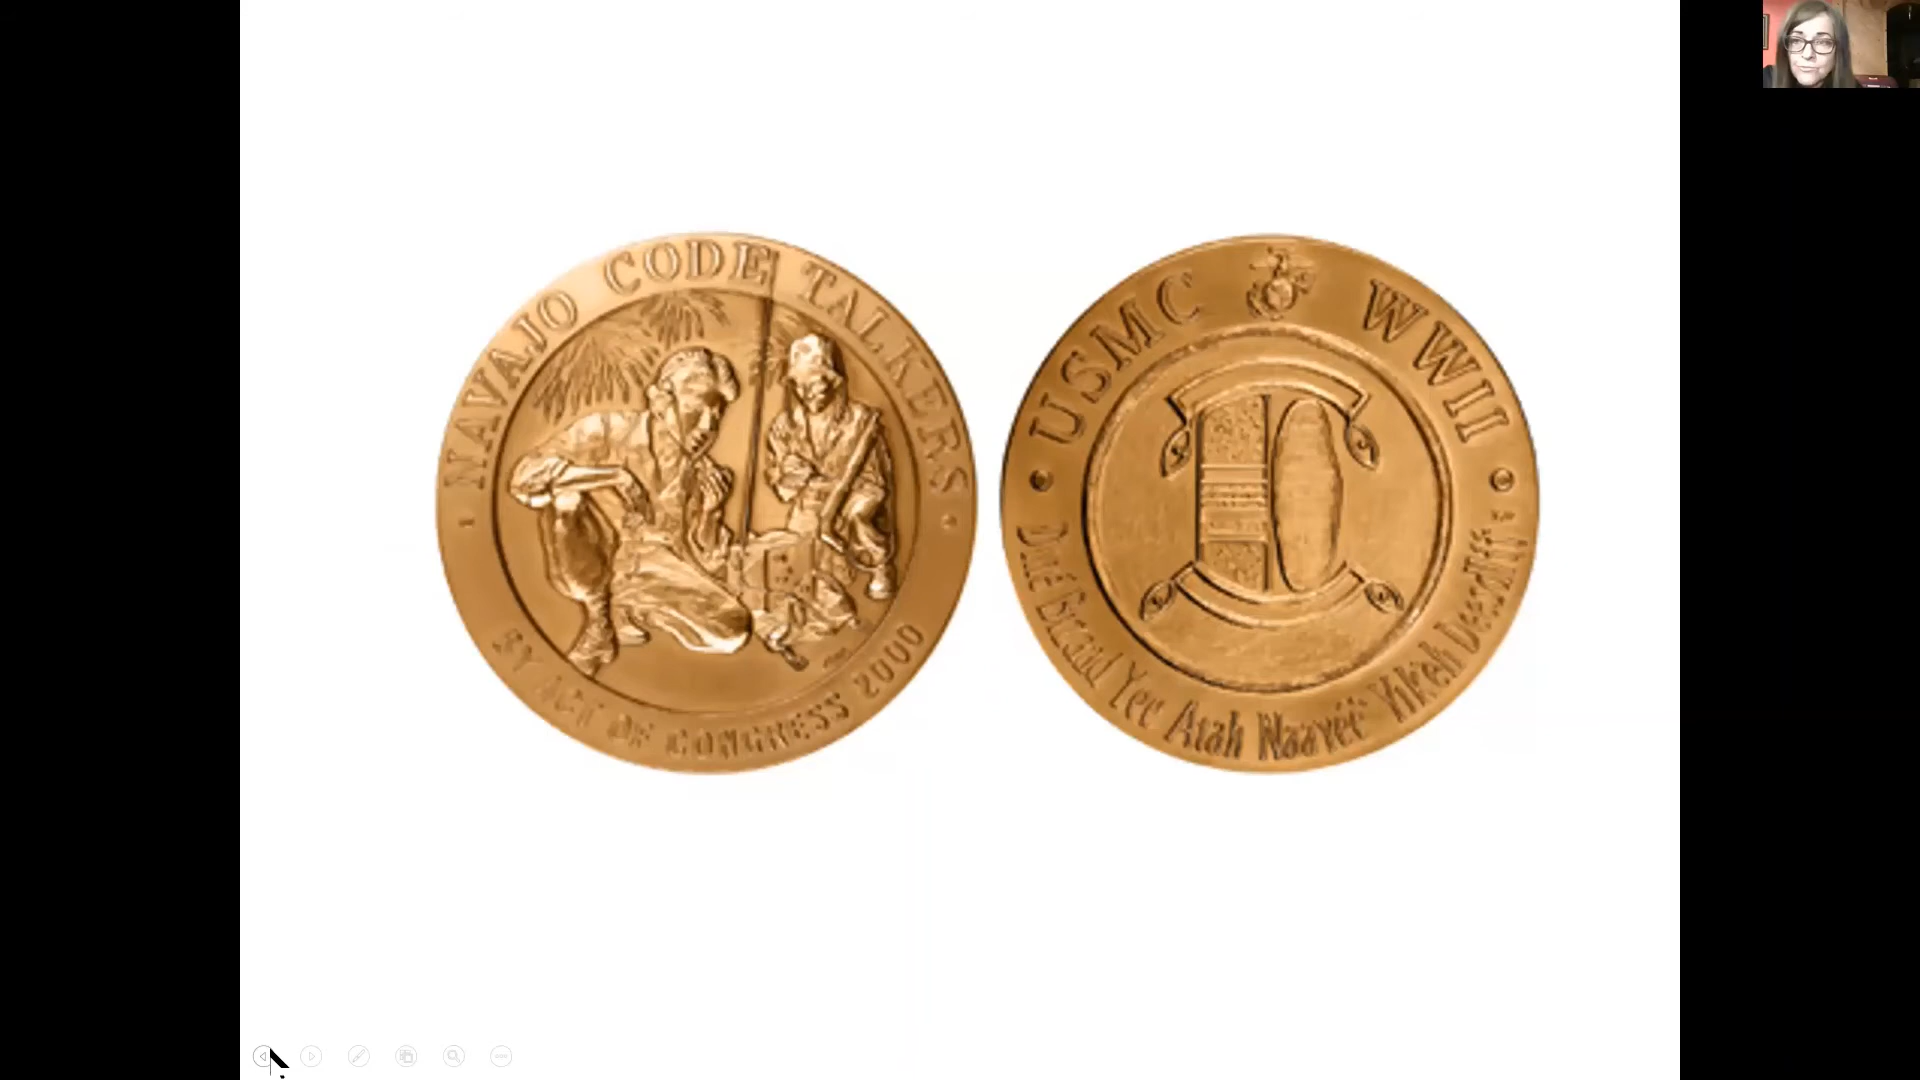 NAVAJO CODE TALKERS
BY ACT OF CONGRESS 2000
USMC WWII
Diné Bizaad Yee Atah Naayéé' Yik'eh Deesdlíí'